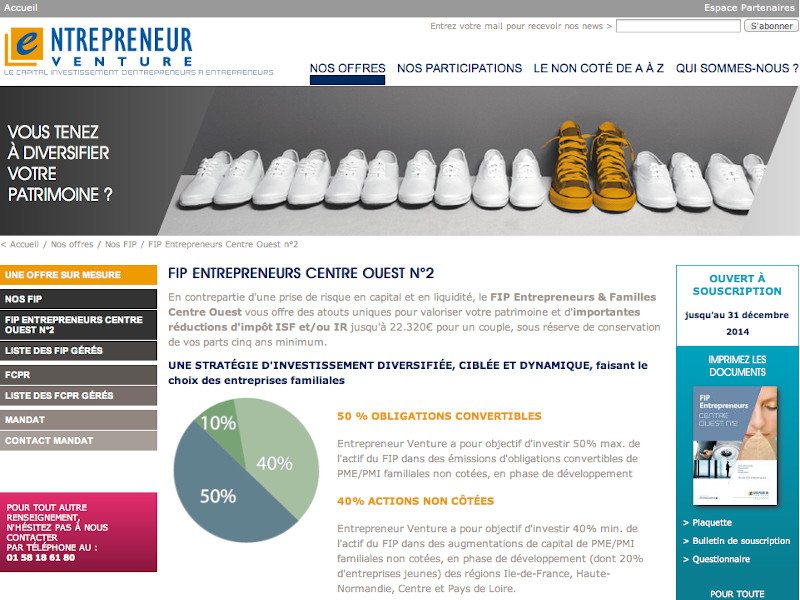 Accueil
Espace Partenaires
Entrez votre mail pour recevoir nos news >
S'abonner
e NTREPRENEUR
VENTURE
LE CAPITAL INVESTISSEMENT D'ENTREPRENEURS A ENTREPRENEURS
NOS OFFRES
NOS PARTICIPATIONS
LE NON COTÉ DE A À Z
QUI SOMMES-NOUS ?
VOUS TENEZ
À DIVERSIFIER
VOTRE
PATRIMOINE ?
< Accueil / Nos offres / Nos FIP / FIP Entrepreneurs Centre Ouest n°2
UNE OFFRE SUR MESURE
NOS FIP
FIP ENTREPRENEURS CENTRE
OUEST N°2
LISTE DES FIP GÉRÉS
FCPR
LISTE DES FCPR GÉRÉS
MANDAT
CONTACT MANDAT
POUR TOUT AUTRE
RENSEIGNEMENT,
N'HÉSITEZ PAS À NOUS
CONTACTER
PAR TÉLÉPHONE AU :
01 58 18 61 80
FIP ENTREPRENEURS CENTRE OUEST N°2
En contrepartie d'une prise de risque en capital et en liquidité, le FIP Entrepreneurs & Familles
Centre Ouest vous offre des atouts uniques pour valoriser votre patrimoine et d'importantes
réductions d'impôt ISF et/ou IR jusqu'à 22.320€ pour un couple, sous réserve de conservation
de vos parts cinq ans minimum.
UNE STRATÉGIE D'INVESTISSEMENT DIVERSIFIÉE, CIBLÉE ET DYNAMIQUE, faisant le
choix des entreprises familiales
10%
40%
50%
50 % OBLIGATIONS CONVERTIBLES
Entrepreneur Venture a pour objectif d'investir 50% max. de
l'actif du FIP dans des émissions d'obligations convertibles de
PME/PMI familiales non cotées, en phase de développement
40% ACTIONS NON CÔTÉES
Entrepreneur Venture a pour objectif d'investir 40% min. de
l'actif du FIP dans des augmentations de capital de PME/PMI
familiales non cotées, en phase de développement (dont 20%
d'entreprises jeunes) des régions Ile-de-France, Haute-
Normandie, Centre et Pays de Loire.
OUVERT À
SOUSCRIPTION
jusqu'au 31 décembre
2014
IMPRIMEZ LES
DOCUMENTS
FIP
Entrepreneurs
CENTRE
OUEST N°2
> Plaquette
> Bulletin de souscription
> Questionnaire
POUR TOUTE